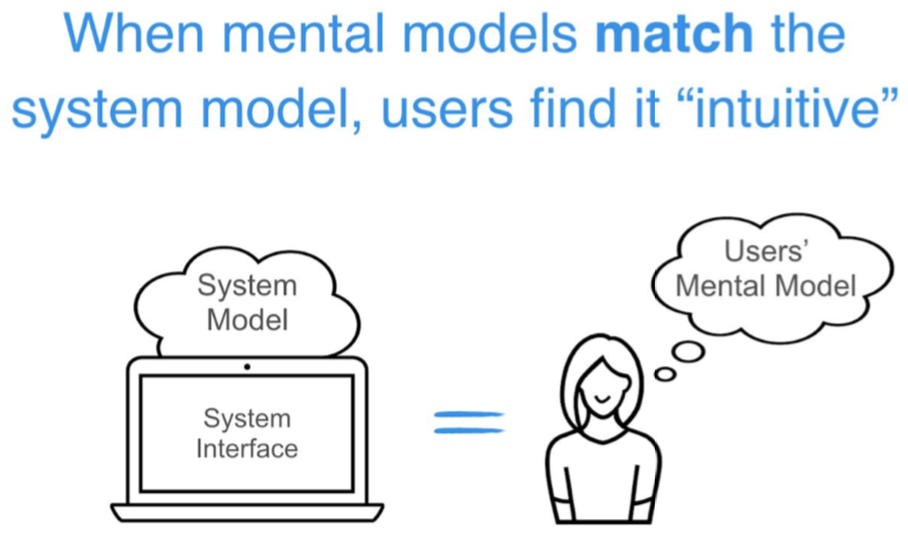 When mental models match the
system model, users find it “intuitive”
System
Model
System
Interface
Users’
Mental Model